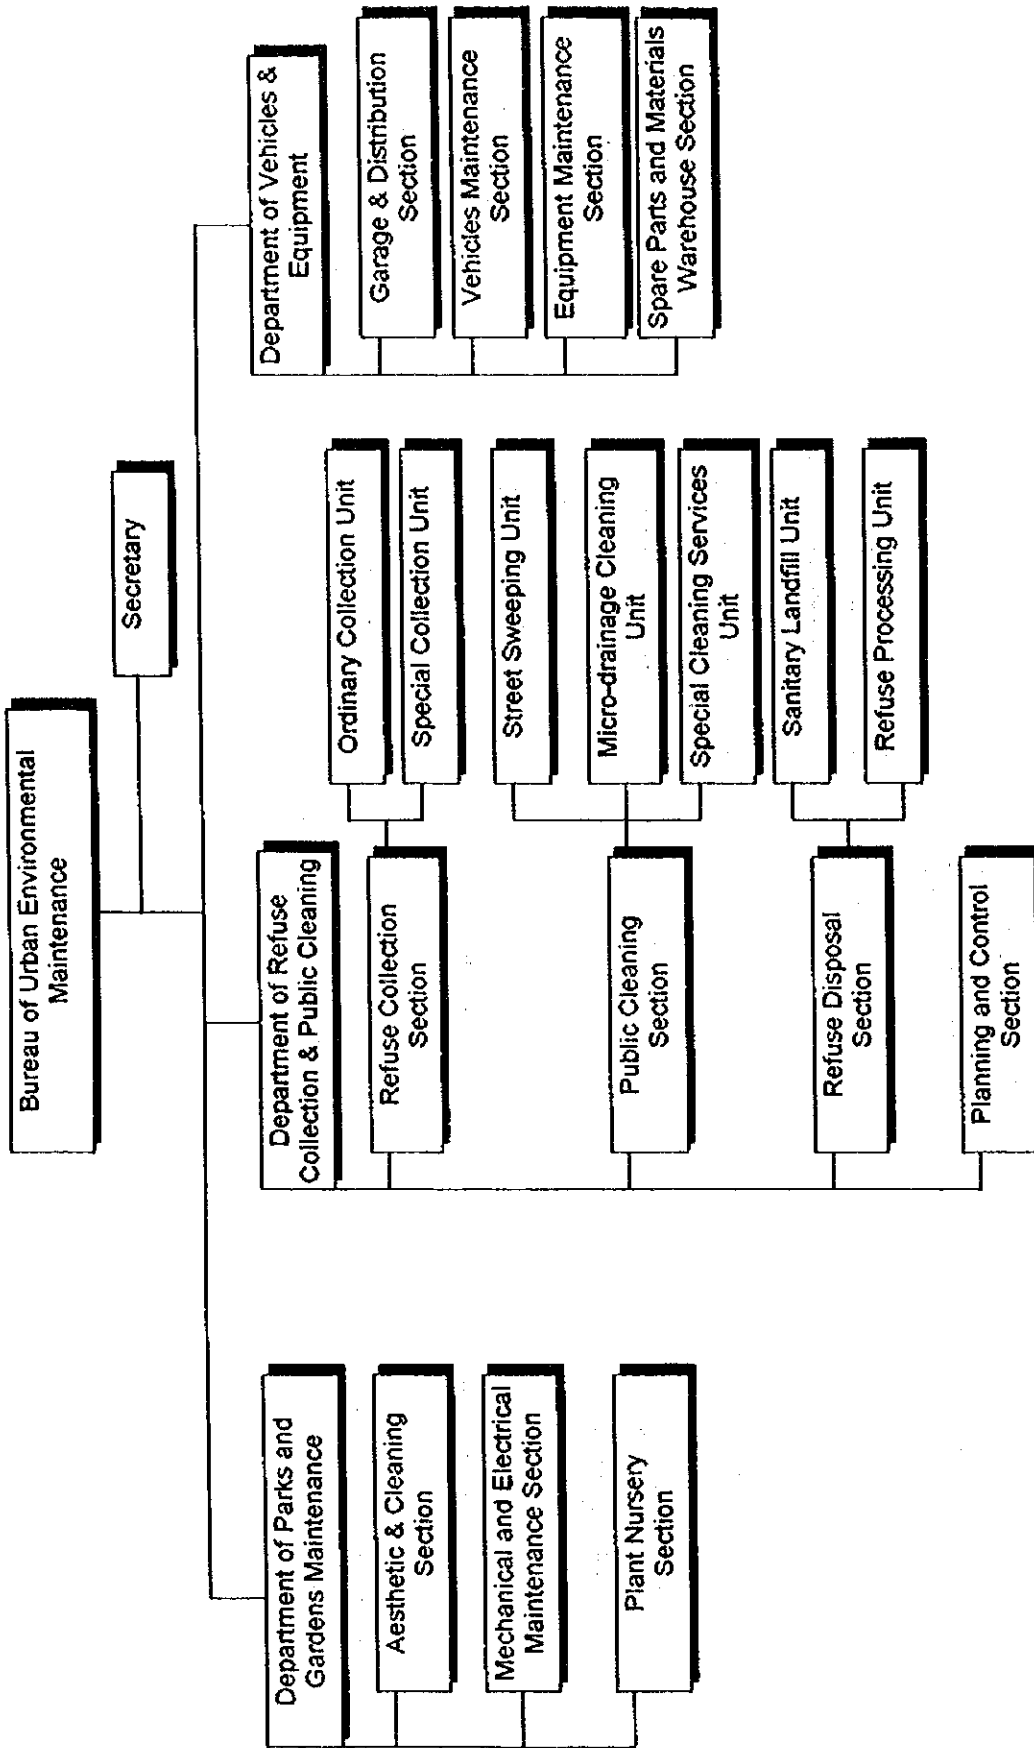 Bureau of Urban Environmental
Maintenance
Secretary
Department of Parks and
Gardens Maintenance
Aesthetic & Cleaning
Section
Mechanical and Electrical
Maintenance Section
Plant Nursery
Section
Department of Refuse
Collection & Public Cleaning
Refuse Collection
Section
Ordinary Collection Unit
Special Collection Unit
Public Cleaning
Section
Street Sweeping Unit
Micro-drainage Cleaning
Unit
Special Cleaning Services
Unit
Refuse Disposal
Section
Sanitary Landfill Unit
Refuse Processing Unit
Planning and Control
Section
Department of Vehicles &
Equipment
Garage & Distribution
Section
Vehicles Maintenance
Section
Equipment Maintenance
Section
Spare Parts and Materials
Warehouse Section